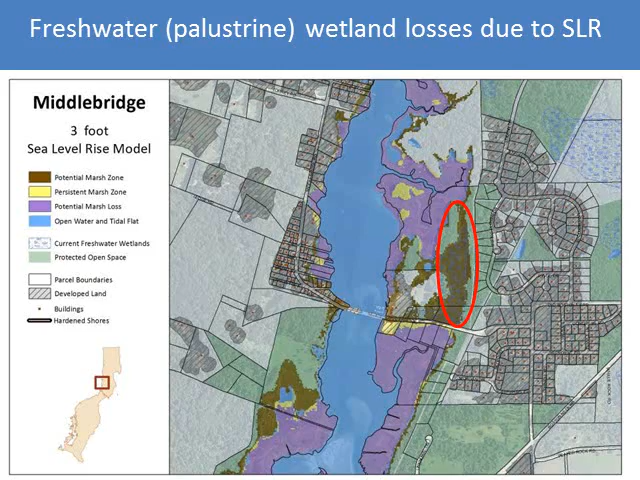 Freshwater (palustrine) wetland losses due to SLR
Middlebridge
3 foot
Sea Level Rise Model
Potential Marsh Zone
Persistent Marsh Zone
Potential Marsh Loss
Open Water and Tidal Flat
Current Freshwater Wetlands
Protected Open Space
Parcel Boundaries
Developed Land
Buildings
Hardened Shores